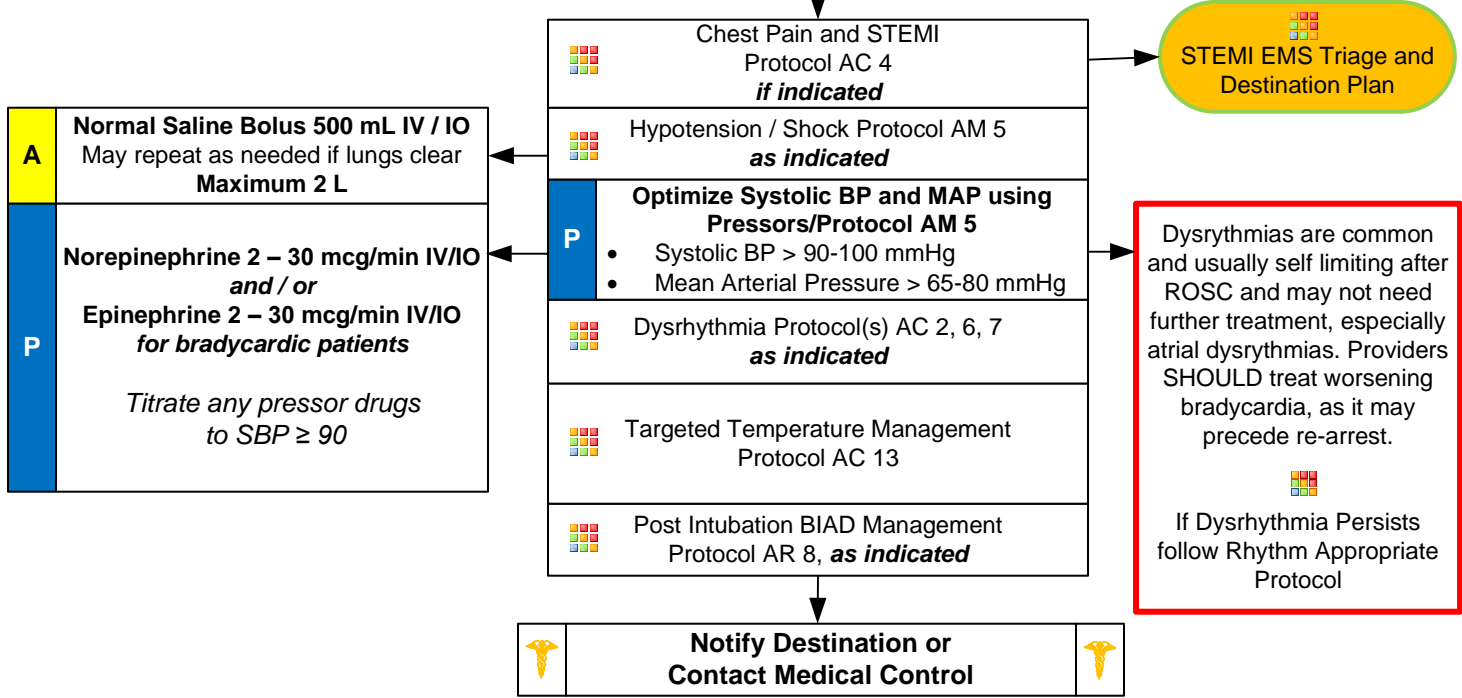 Chest Pain and STEMI
Protocol AC 4
if indicated
STEMI EMS Triage and
Destination Plan
A
Normal Saline Bolus 500 mL IV / IO
May repeat as needed if lungs clear
Maximum 2 L
Hypotension / Shock Protocol AM 5
as indicated
P
Norepinephrine 2 – 30 mcg/min IV/IO
and / or
Epinephrine 2 – 30 mcg/min IV/IO
for bradycardic patients
Titrate any pressor drugs
to SBP ≥ 90
P
Optimize Systolic BP and MAP using
Pressors/Protocol AM 5
• Systolic BP > 90-100 mmHg
• Mean Arterial Pressure > 65-80 mmHg
Dysrhythmia Protocol(s) AC 2, 6, 7
as indicated
Targeted Temperature Management
Protocol AC 13
Post Intubation BIAD Management
Protocol AR 8, as indicated
Dysrythmias are common
and usually self limiting after
ROSC and may not need
further treatment, especially
atrial dysrythmias. Providers
SHOULD treat worsening
bradycardia, as it may
precede re-arrest.
If Dysrhythmia Persists
follow Rhythm Appropriate
Protocol
Notify Destination or
Contact Medical Control